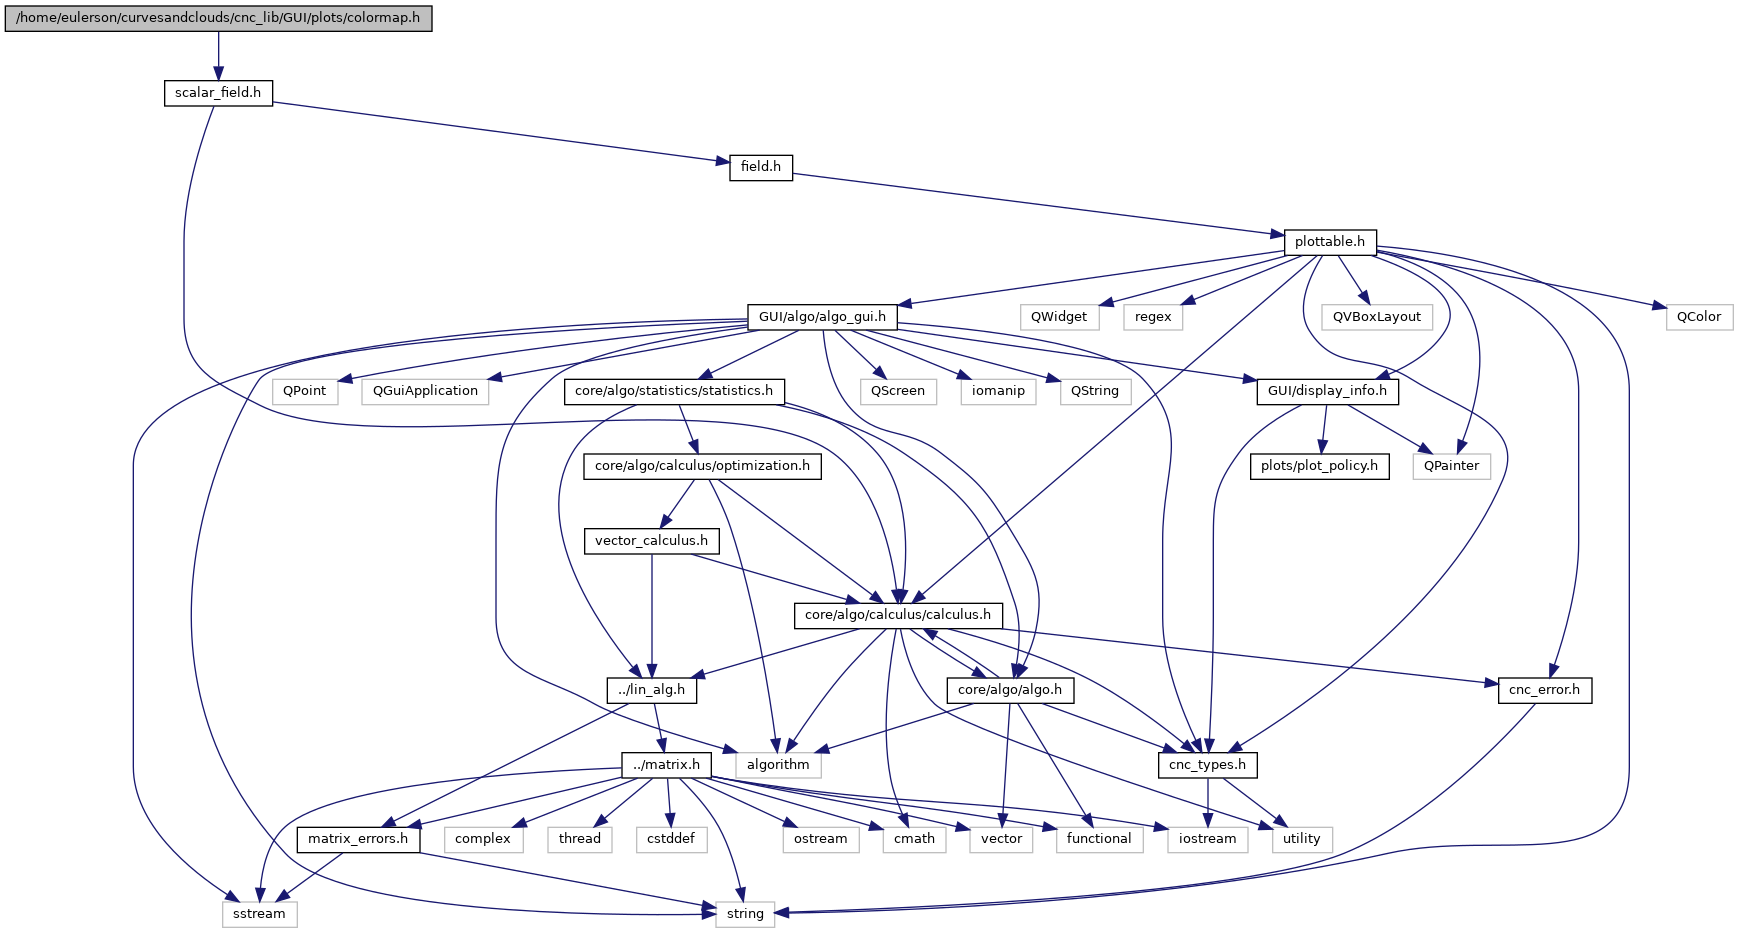 /home/eulerson/curvesandclouds/cnc_lib/GUI/plots/colormap.h
scalar_field.h
field.h
plottable.h
GUI/algo/algo_gui.h
QWidget
regex
QVBoxLayout
QColor
QPoint
QGuiApplication
core/algo/statistics/statistics.h
QScreen
iomanip
QString
GUI/display_info.h
core/algo/calculus/optimization.h
plots/plot_policy.h
QPainter
vector_calculus.h
core/algo/calculus/calculus.h
../lin_alg.h
core/algo/algo.h
cnc_error.h
../matrix.h
algorithm
cnc_types.h
matrix_errors.h
complex
thread
cstddef
ostream
cmath
vector
functional
iostream
utility
sstream
string